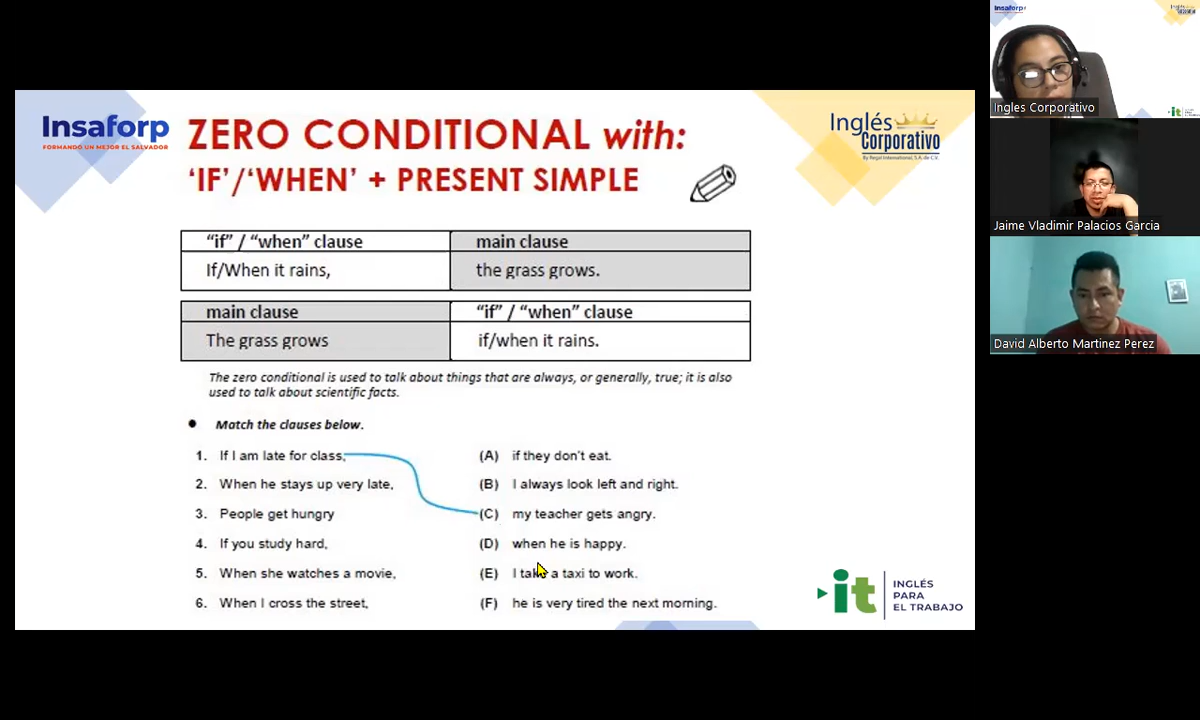 Insaforp
FORMANDO UN MEJOR EL SALVADOR
ZERO CONDITIONAL with:
'IF'/'WHEN' + PRESENT SIMPLE
Inglés
Corporativo
By Regal International, S.A. de C.V.
"if" / "when" clause main clause
If/When it rains, the grass grows.
main clause "if" / "when" clause
The grass grows if/when it rains.
The zero conditional is used to talk about things that are always, or generally, true; it is also
used to talk about scientific facts.
● Match the clauses below.
1. If I am late for class, (A) if they don't eat.
2. When he stays up very late, (B) I always look left and right.
3. People get hungry (C) my teacher gets angry.
4. If you study hard, (D) when he is happy.
5. When she watches a movie, (E) I take a taxi to work.
6. When I cross the street, (F) he is very tired the next morning.
it INGLÉS
PARA
EL TRABAJO
Insaforp
Ingles Corporativo
Jaime Vladimir Palacios Garcia
David Alberto Martinez Perez